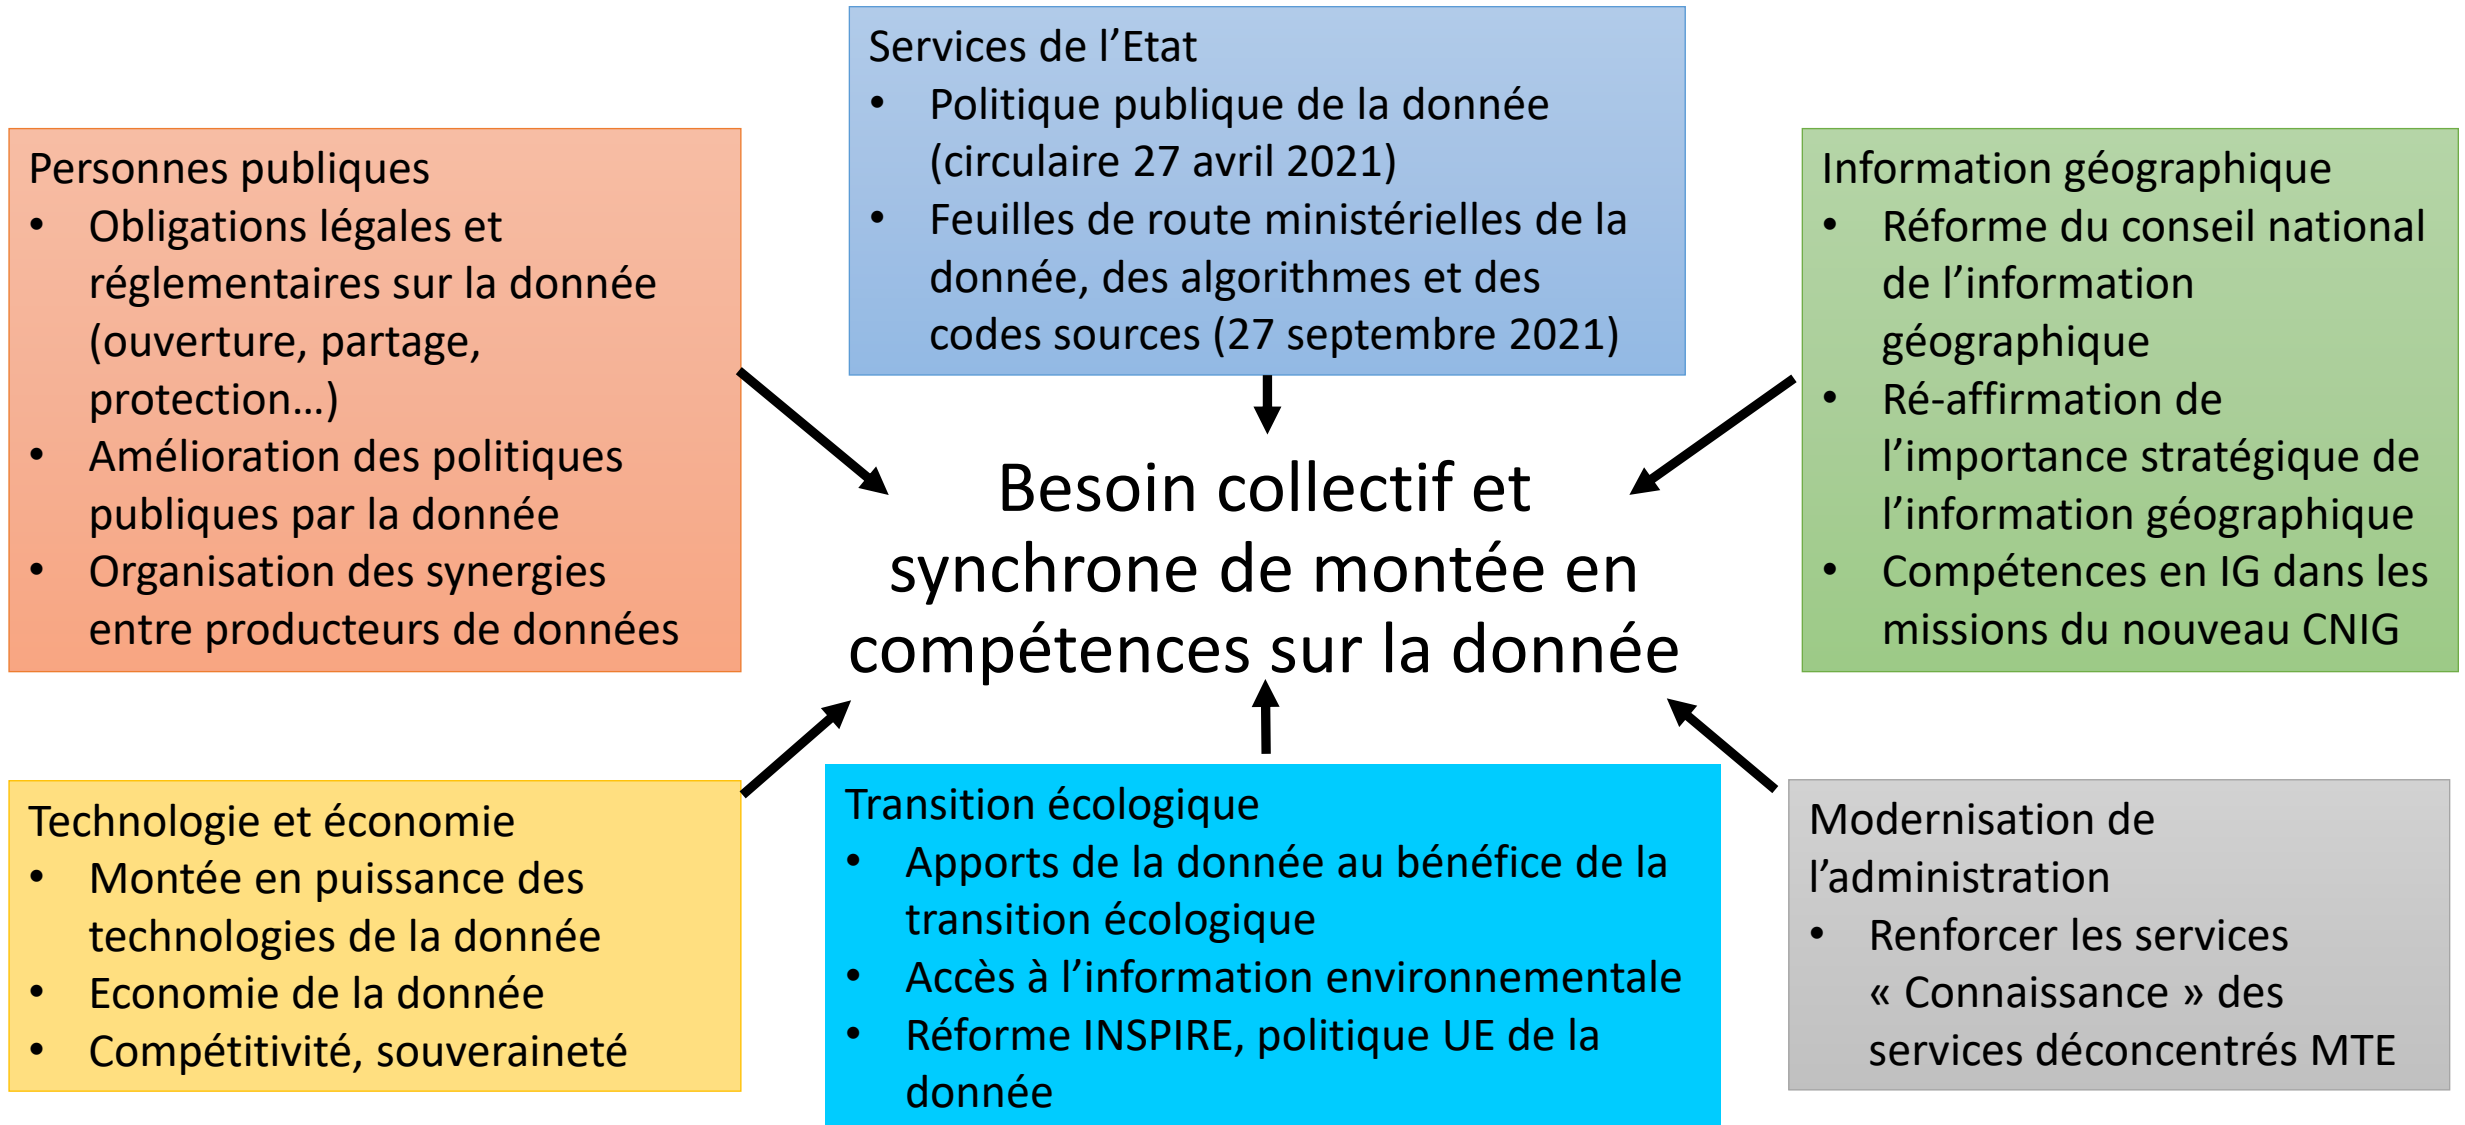 Services de l’Etat
• Politique publique de la donnée
(circulaire 27 avril 2021)
• Feuilles de route ministérielles de la
donnée, des algorithmes et des
codes sources (27 septembre 2021)
Personnes publiques
• Obligations légales et
réglementaires sur la donnée
(ouverture, partage,
protection…)
• Amélioration des politiques
publiques par la donnée
• Organisation des synergies
entre producteurs de données
Information géographique
• Réforme du conseil national
de l’information
géographique
• Ré-affirmation de
l’importance stratégique de
l’information géographique
• Compétences en IG dans les
missions du nouveau CNIG
Besoin collectif et
synchrone de montée en
compétences sur la donnée
Technologie et économie
• Montée en puissance des
technologies de la donnée
• Economie de la donnée
• Compétitivité, souveraineté
Transition écologique
• Apports de la donnée au bénéfice de la
transition écologique
• Accès à l’information environnementale
• Réforme INSPIRE, politique UE de la
donnée
Modernisation de
l’administration
• Renforcer les services
« Connaissance » des
services déconcentrés MTE